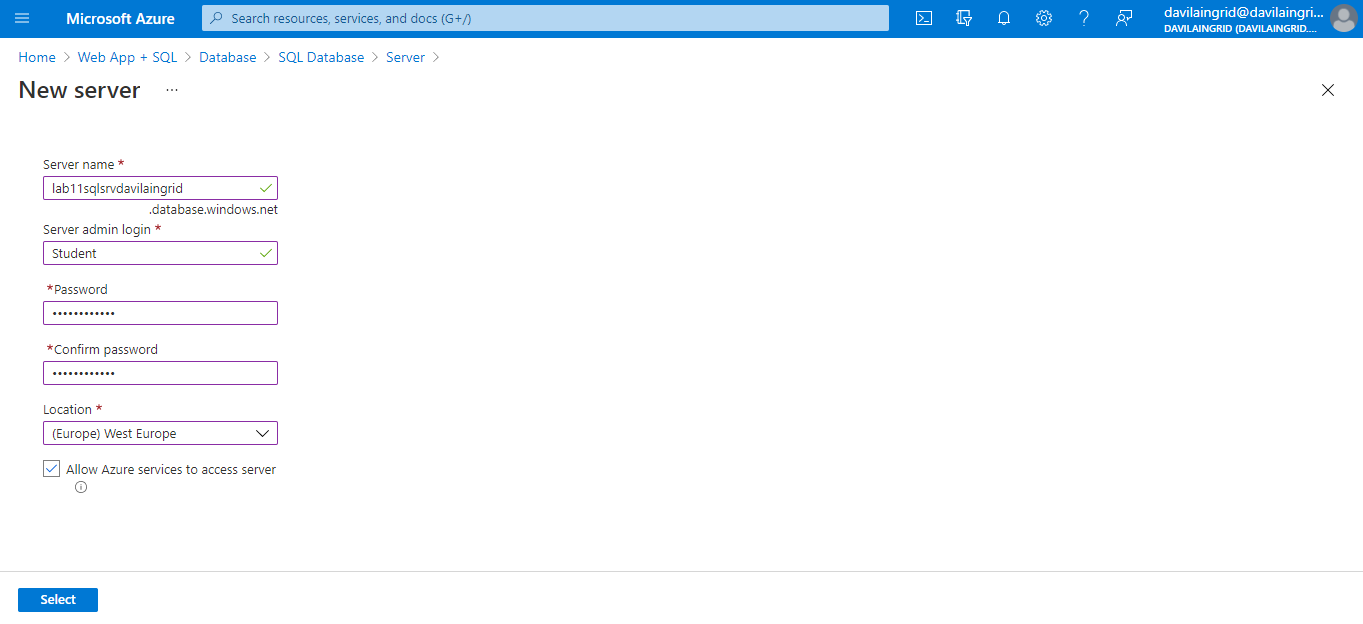 Microsoft Azure
Search resources, services, and docs (G+/)
davilaingrid@davilaingri...
DAVILAINGRID (DAVILAINGRID....
Home > Web App + SQL > Database > SQL Database > Server >
New server ...
Server name *
lab11sqlsrvdavilaingrid
.database.windows.net
Server admin login *
Student
*Password
••••••••••••
*Confirm password
••••••••••••
Location *
(Europe) West Europe
Allow Azure services to access server
Select